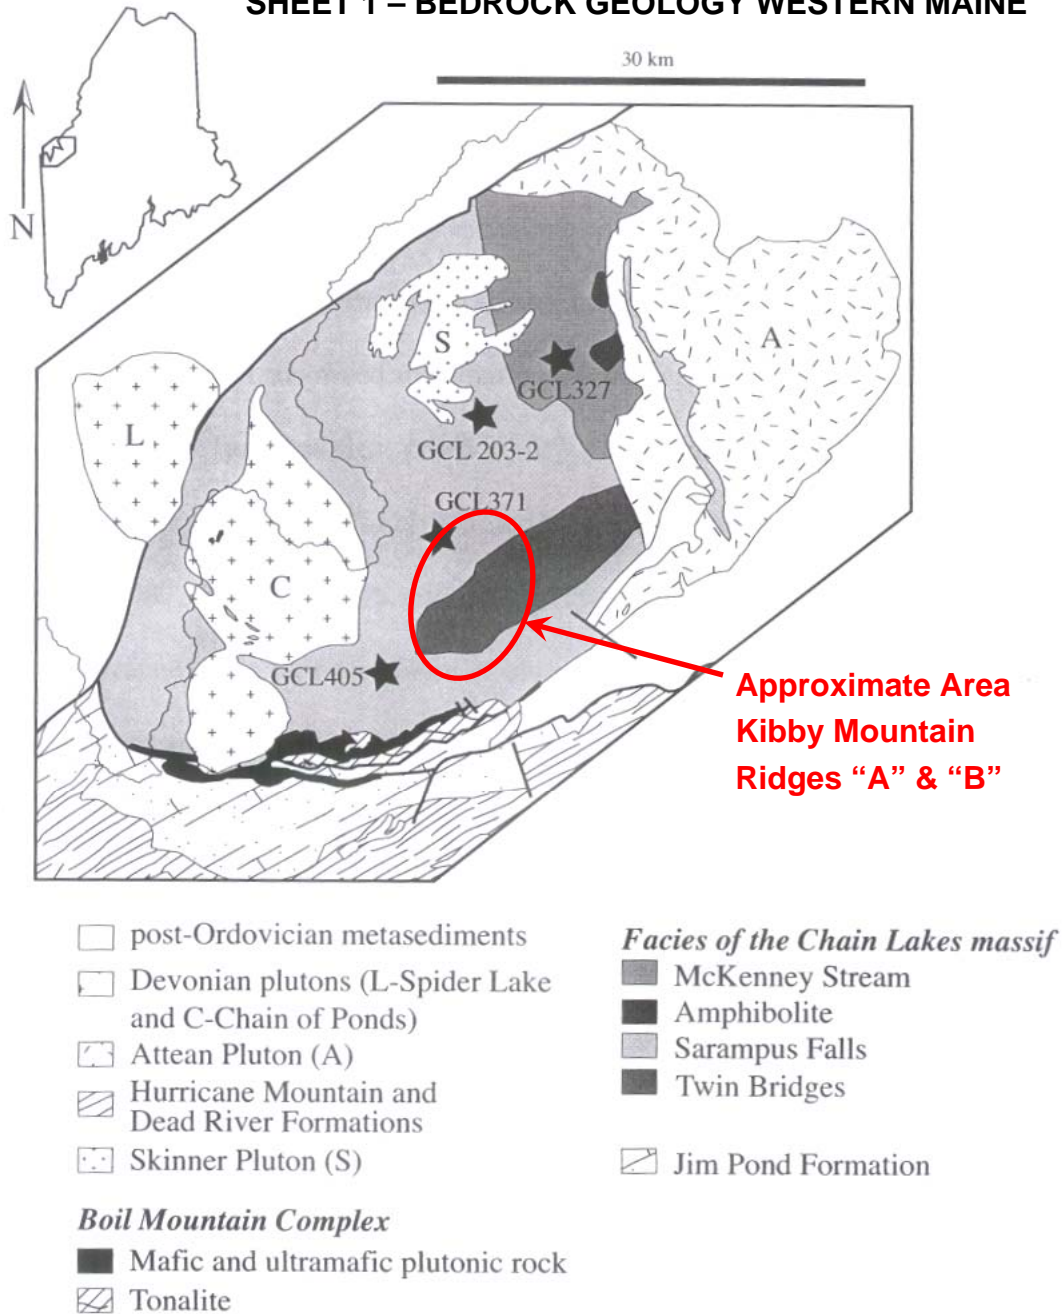 SHEET 1 – BEDROCK GEOLOGY WESTERN MAINE
30 km
N
A
S
GCL327
L
GCL 203-2
GCL371
C
GCL405
Approximate Area
Kibby Mountain
Ridges “A” & “B”
post-Ordovician metasediments
Devonian plutons (L-Spider Lake
and C-Chain of Ponds)
Attean Pluton (A)
Hurricane Mountain and
Dead River Formations
Skinner Pluton (S)
Boil Mountain Complex
Mafic and ultramafic plutonic rock
Tonalite
Facies of the Chain Lakes massif
McKenney Stream
Amphibolite
Sarampus Falls
Twin Bridges
Jim Pond Formation